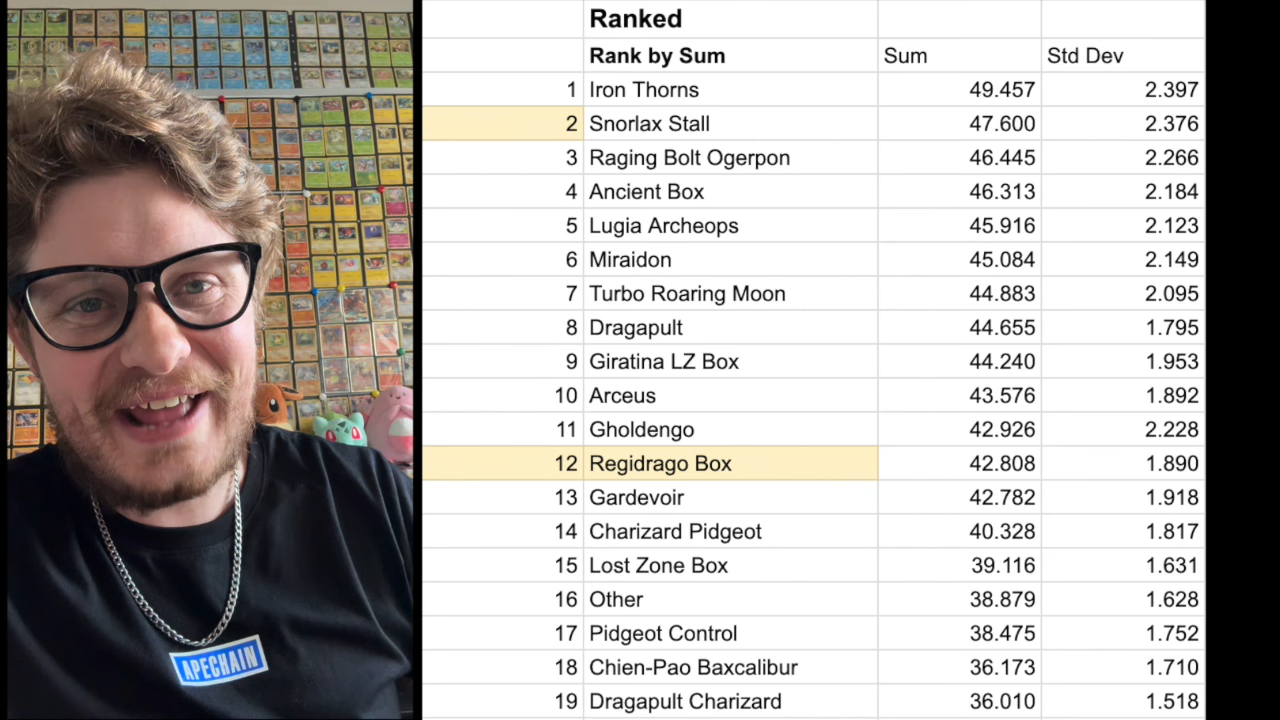 Ranked
Rank by Sum Sum Std Dev
1 Iron Thorns 49.457 2.397
2 Snorlax Stall 47.600 2.376
3 Raging Bolt Ogerpon 46.445 2.266
4 Ancient Box 46.313 2.184
5 Lugia Archeops 45.916 2.123
6 Miraidon 45.084 2.149
7 Turbo Roaring Moon 44.883 2.095
8 Dragapult 44.655 1.795
9 Giratina LZ Box 44.240 1.953
10 Arceus 43.576 1.892
11 Gholdengo 42.926 2.228
12 Regidrago Box 42.808 1.890
13 Gardevoir 42.782 1.918
14 Charizard Pidgeot 40.328 1.817
15 Lost Zone Box 39.116 1.631
16 Other 38.879 1.628
17 Pidgeot Control 38.475 1.752
18 Chien-Pao Baxcalibur 36.173 1.710
19 Dragapult Charizard 36.010 1.518
APECHAIN